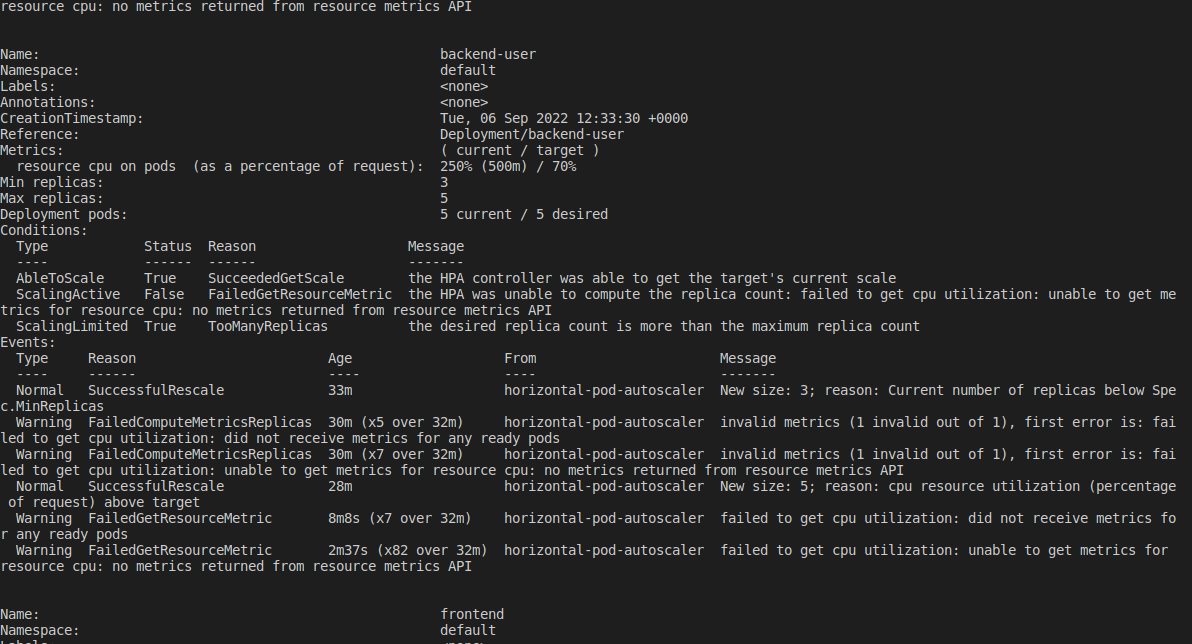 resource cpu: no metrics returned from resource metrics API
Name: backend-user
Namespace: default
Labels: <none>
Annotations: <none>
CreationTimestamp: Tue, 06 Sep 2022 12:33:30 +0000
Reference: Deployment/backend-user
Metrics: ( current / target )
resource cpu on pods (as a percentage of request): 250% (500m) / 70%
Min replicas: 3
Max replicas: 5
Deployment pods: 5 current / 5 desired
Conditions:
Type Status Reason Message
---- ------ ------ -------
AbleToScale True SucceededGetScale the HPA controller was able to get the target's current scale
ScalingActive False FailedGetResourceMetric the HPA was unable to compute the replica count: failed to get cpu utilization: unable to get me
trics for resource cpu: no metrics returned from resource metrics API
ScalingLimited True TooManyReplicas the desired replica count is more than the maximum replica count
Events:
Type Reason Age From Message
---- ------ ---- ---- -------
Normal SuccessfulRescale 33m horizontal-pod-autoscaler New size: 3; reason: Current number of replicas below Spe
c.MinReplicas
Warning FailedComputeMetricsReplicas 30m (x5 over 32m) horizontal-pod-autoscaler invalid metrics (1 invalid out of 1), first error is: fai
led to get cpu utilization: did not receive metrics for any ready pods
Warning FailedComputeMetricsReplicas 30m (x7 over 32m) horizontal-pod-autoscaler invalid metrics (1 invalid out of 1), first error is: fai
led to get cpu utilization: unable to get metrics for resource cpu: no metrics returned from resource metrics API
Normal SuccessfulRescale 28m horizontal-pod-autoscaler New size: 5; reason: cpu resource utilization (percentage
of request) above target
Warning FailedGetResourceMetric 8m8s (x7 over 32m) horizontal-pod-autoscaler failed to get cpu utilization: did not receive metrics fo
r any ready pods
Warning FailedGetResourceMetric 2m37s (x82 over 32m) horizontal-pod-autoscaler failed to get cpu utilization: unable to get metrics for
resource cpu: no metrics returned from resource metrics API
Name: frontend
Namespace: default